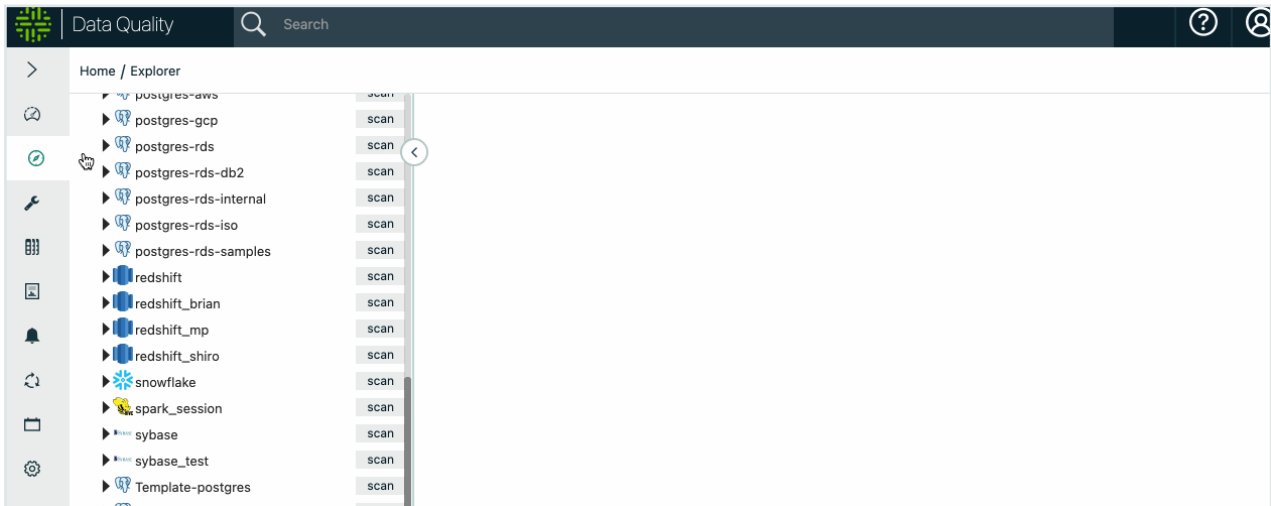 Data Quality Search
Home / Explorer
postgres-aws scan
postgres-gcp scan
postgres-rds scan
postgres-rds-db2 scan
postgres-rds-internal scan
postgres-rds-iso scan
postgres-rds-samples scan
redshift scan
redshift_brian scan
redshift_mp scan
redshift_shiro scan
snowflake scan
spark_session scan
sybase scan
sybase_test scan
Template-postgres scan